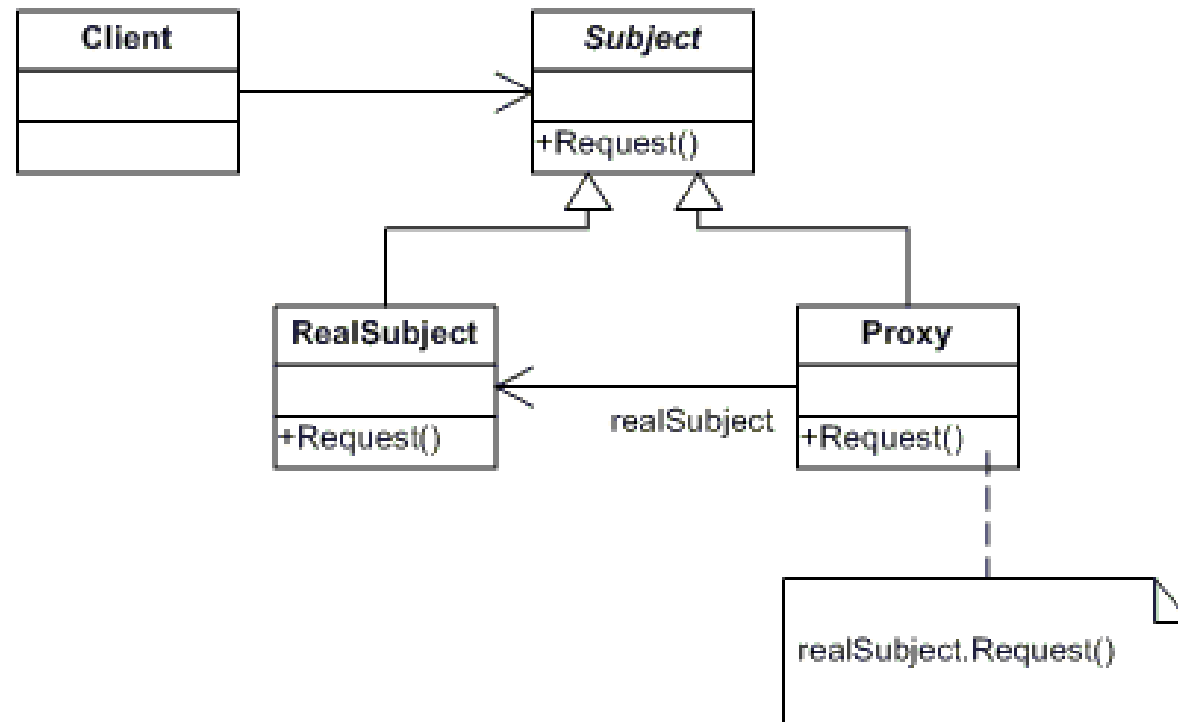 Client
Subject
+Request()
RealSubject
Proxy
realSubject
+Request()
+Request()
realSubject.Request()